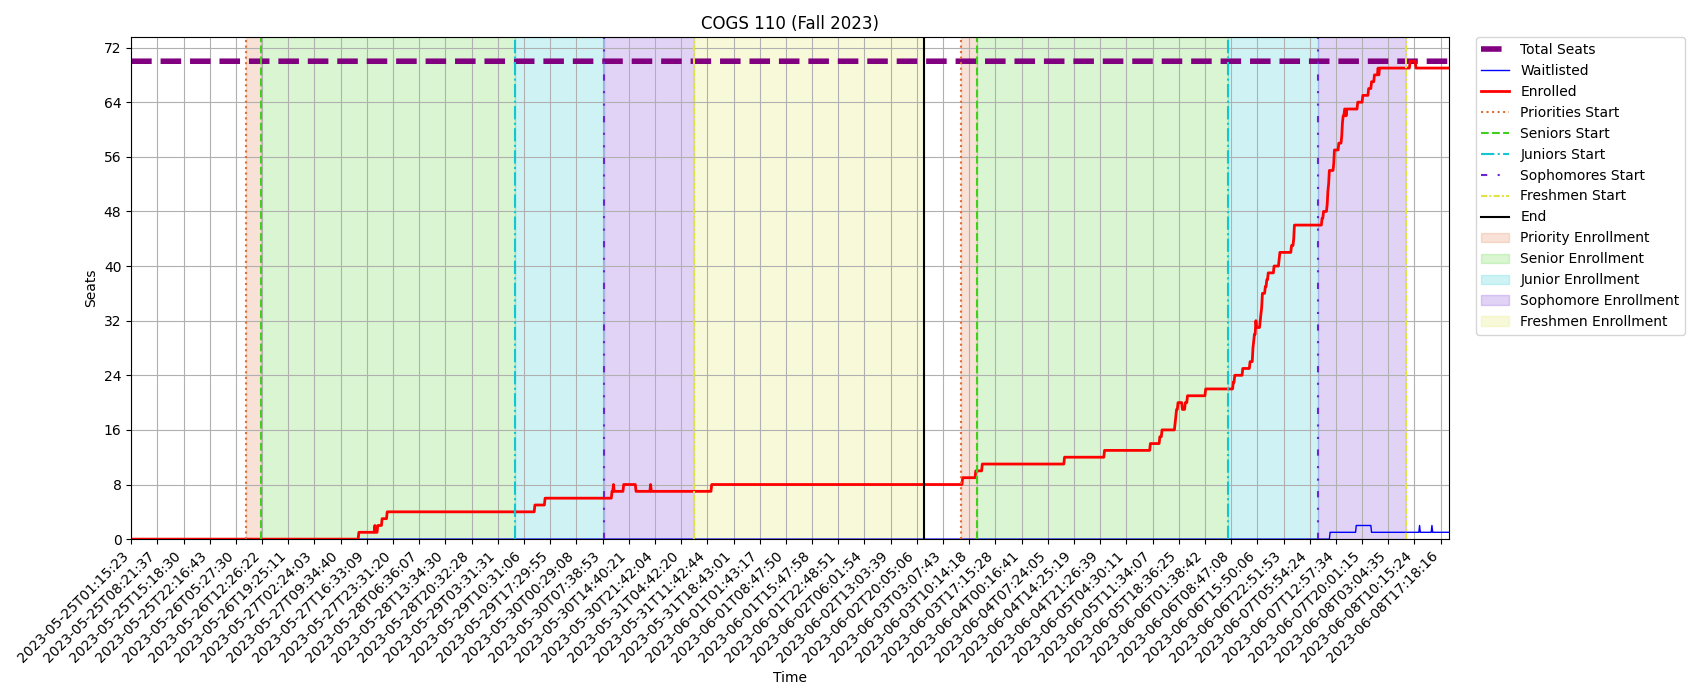 COGS 110 (Fall 2023)
72
64
56
48
40
32
24
16
8
0
Seats
2023-05-25T01:15:23
2023-05-25T08:21:37
2023-05-25T15:18:30
2023-05-25T22:16:43
2023-05-26T05:27:30
2023-05-26T12:26:22
2023-05-26T19:25:11
2023-05-27T02:24:03
2023-05-27T09:34:40
2023-05-27T16:33:09
2023-05-27T23:31:20
2023-05-28T06:36:07
2023-05-28T13:34:30
2023-05-28T20:32:28
2023-05-29T03:31:31
2023-05-29T10:31:06
2023-05-29T17:29:55
2023-05-30T00:29:08
2023-05-30T07:38:53
2023-05-30T14:40:21
2023-05-30T21:42:04
2023-05-31T04:42:20
2023-05-31T11:42:44
2023-05-31T18:43:01
2023-06-01T01:43:17
2023-06-01T08:47:50
2023-06-01T15:47:58
2023-06-01T22:48:51
2023-06-02T06:01:54
2023-06-02T13:03:39
2023-06-02T20:05:06
2023-06-03T03:07:43
2023-06-03T10:14:18
2023-06-03T17:15:28
2023-06-04T00:16:41
2023-06-04T07:24:05
2023-06-04T14:25:19
2023-06-04T21:26:39
2023-06-05T04:30:11
2023-06-05T11:34:07
2023-06-05T18:36:25
2023-06-06T01:38:42
2023-06-06T08:47:08
2023-06-06T15:50:06
2023-06-06T22:51:53
2023-06-07T05:54:24
2023-06-07T12:57:34
2023-06-07T20:01:15
2023-06-08T03:04:35
2023-06-08T10:15:24
2023-06-08T17:18:16
Time
Total Seats
Waitlisted
Enrolled
Priorities Start
Seniors Start
Juniors Start
Sophomores Start
Freshmen Start
End
Priority Enrollment
Senior Enrollment
Junior Enrollment
Sophomore Enrollment
Freshmen Enrollment